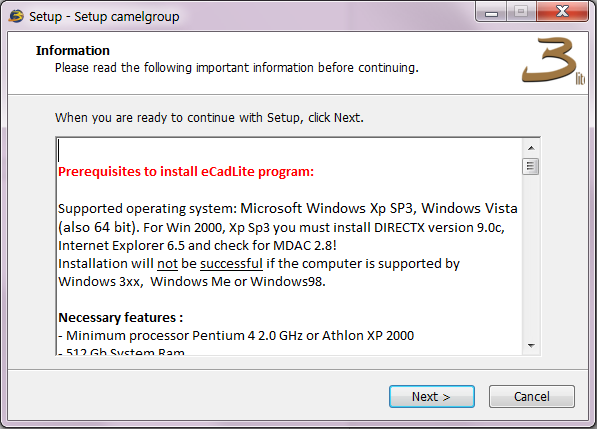 Setup - Setup camelgroup
Information
Please read the following important information before continuing.
3
lite
When you are ready to continue with Setup, click Next.
Prerequisites to install eCadLite program:
Supported operating system: Microsoft Windows Xp SP3, Windows Vista
(also 64 bit). For Win 2000, Xp Sp3 you must install DIRECTX version 9.0c,
Internet Explorer 6.5 and check for MDAC 2.8!
Installation will not be successful if the computer is supported by
Windows 3xx, Windows Me or Windows98.
Necessary features :
- Minimum processor Pentium 4 2.0 GHz or Athlon XP 2000
- 512 Gb System Ram
Next >
Cancel